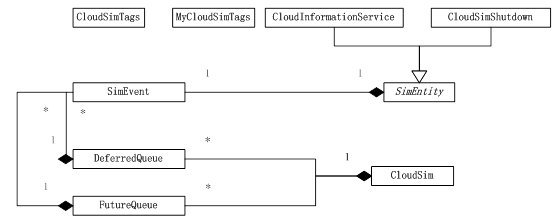 CloudSimTags
MyCloudSimTags
CloudInformationService
CloudSimShutdown
1
1
SimEvent
SimEntity
*
*
1
*
1
DeferredQueue
CloudSim
1
*
FutureQueue